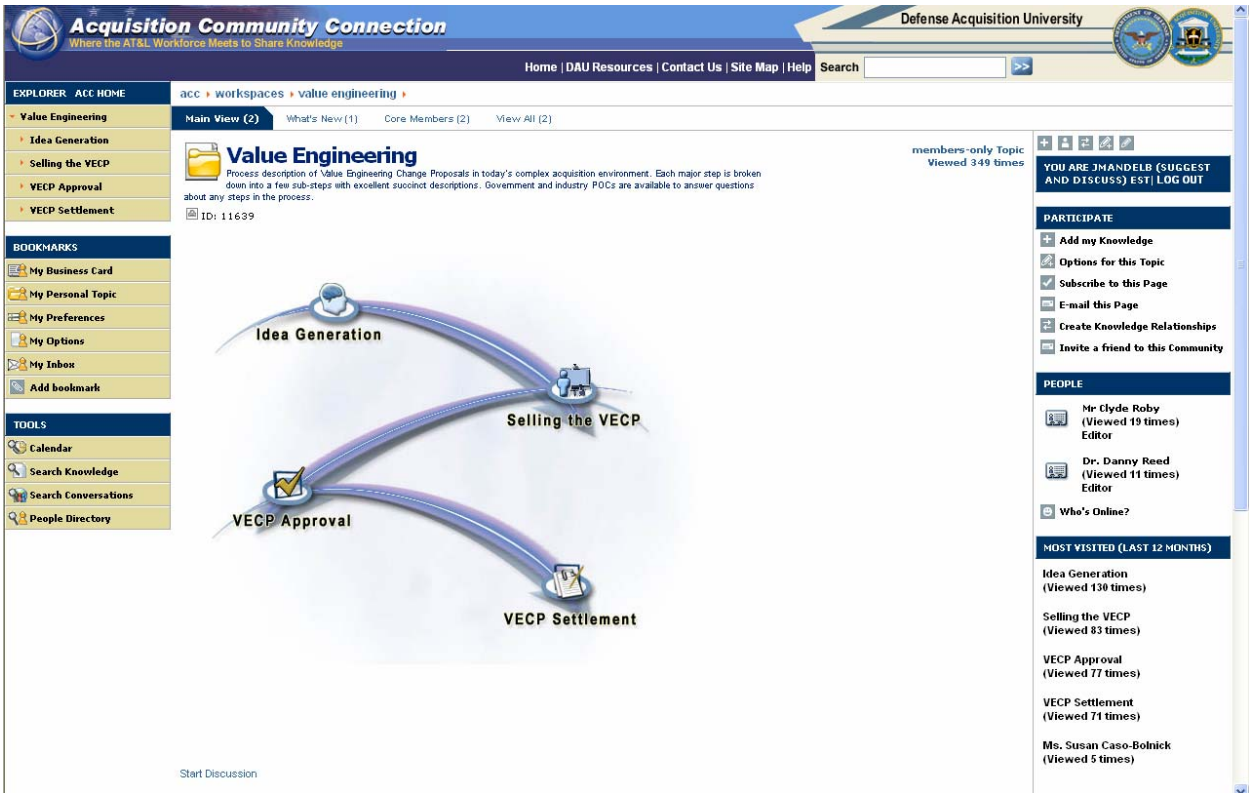 Acquisition Community Connection
Where the AT&L Workforce Meets to Share Knowledge
Defense Acquisition University
Home | DAU Resources | Contact Us | Site Map | Help
Search
>>
EXPLORER ACC HOME
Value Engineering
Idea Generation
Selling the VECP
VECP Approval
VECP Settlement
BOOKMARKS
My Business Card
My Personal Topic
My Preferences
My Options
My Inbox
Add bookmark
TOOLS
Calendar
Search Knowledge
Search Conversations
People Directory
acc › workspaces › value engineering ›
Main View (2) What's New (1) Core Members (2) View All (2)
Value Engineering
Process description of Value Engineering Change Proposals in today's complex acquisition environment. Each major step is broken
down into a few sub-steps with excellent succinct descriptions. Government and industry POCs are available to answer questions
about any steps in the process.
ID: 11639
members-only Topic
Viewed 349 times
Idea Generation
Selling the VECP
VECP Approval
VECP Settlement
Start Discussion
YOU ARE JMANDELB (SUGGEST
AND DISCUSS) EST| LOG OUT
PARTICIPATE
Add my Knowledge
Options for this Topic
Subscribe to this Page
E-mail this Page
Create Knowledge Relationships
Invite a friend to this Community
PEOPLE
Mr Clyde Roby
(Viewed 19 times)
Editor
Dr. Danny Reed
(Viewed 11 times)
Editor
Who's Online?
MOST VISITED (LAST 12 MONTHS)
Idea Generation
(Viewed 130 times)
Selling the VECP
(Viewed 83 times)
VECP Approval
(Viewed 77 times)
VECP Settlement
(Viewed 71 times)
Ms. Susan Caso-Bolnick
(Viewed 5 times)